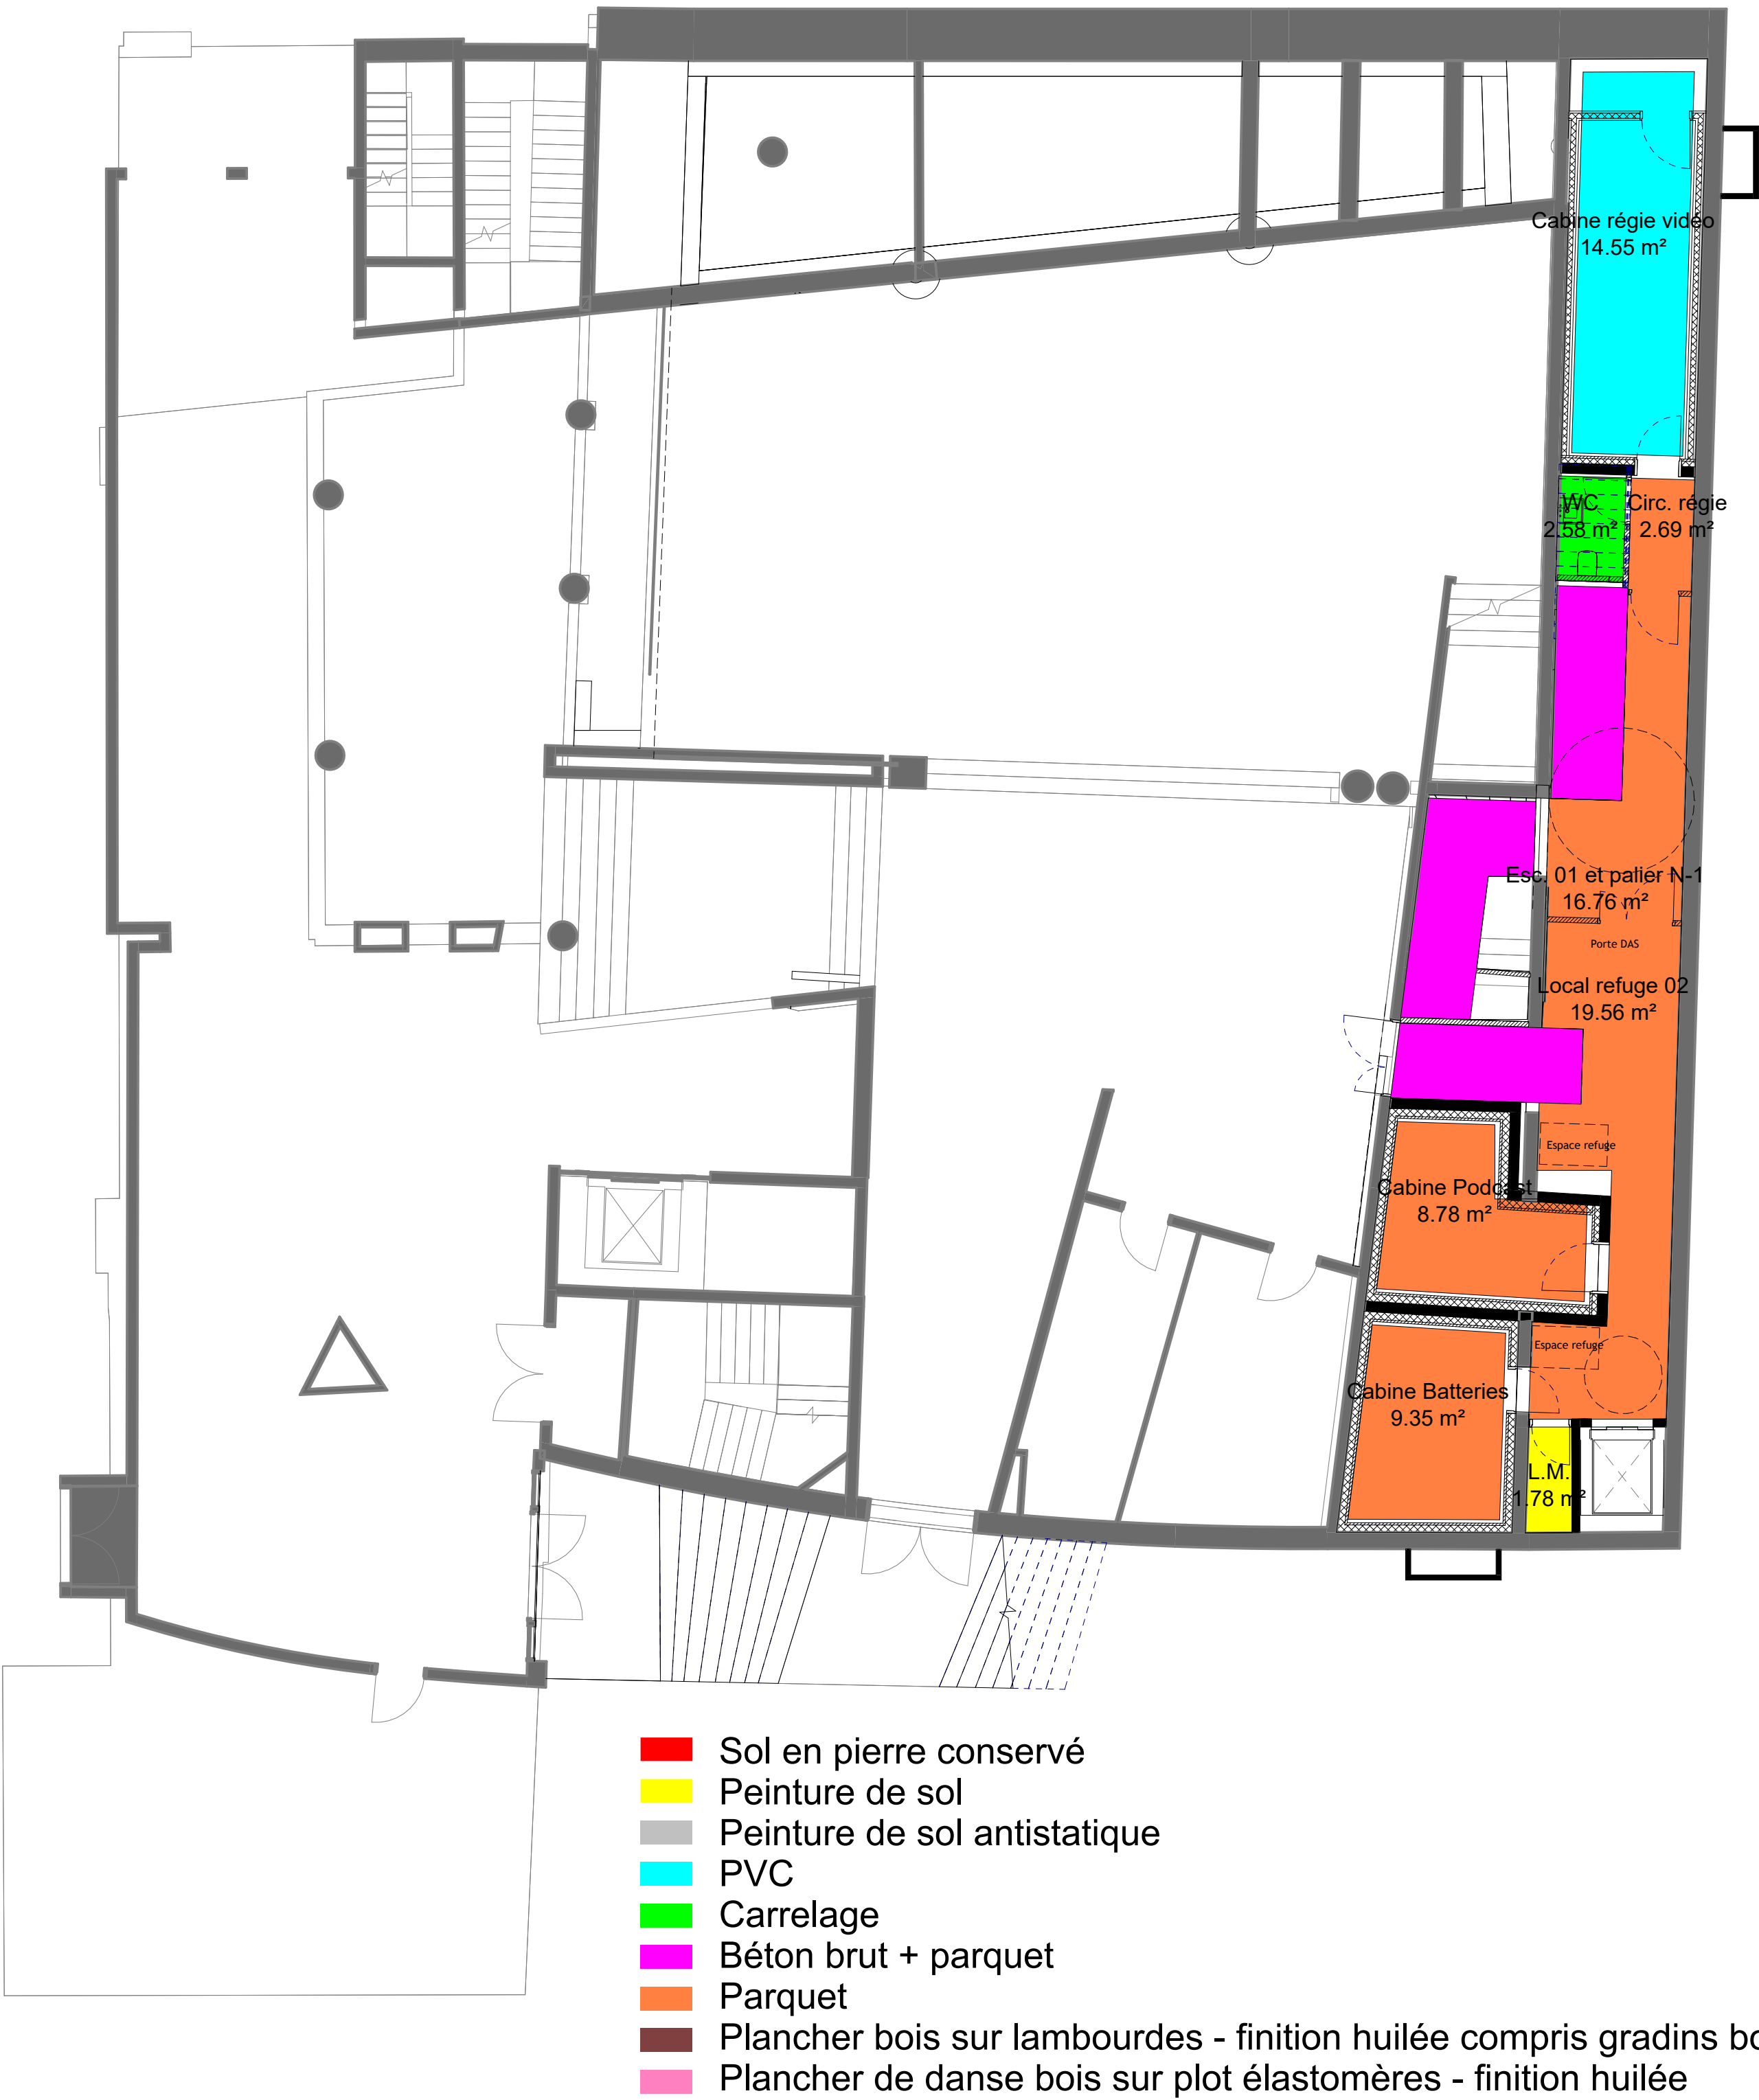 Cabine régie vidéo
14.55 m²
WC
2.58 m²
Circ. régie
2.69 m²
Esc. 01 et palier N-1
16.76 m²
Porte DAS
Local refuge 02
19.56 m²
Espace refuge
Cabine Podcast
8.78 m²
Espace refuge
Cabine Batteries
9.35 m²
L.M.
1.78 m²
Sol en pierre conservé
Peinture de sol
Peinture de sol antistatique
PVC
Carrelage
Béton brut + parquet
Parquet
Plancher bois sur lambourdes - finition huilée compris gradins bo
Plancher de danse bois sur plot élastomères - finition huilée